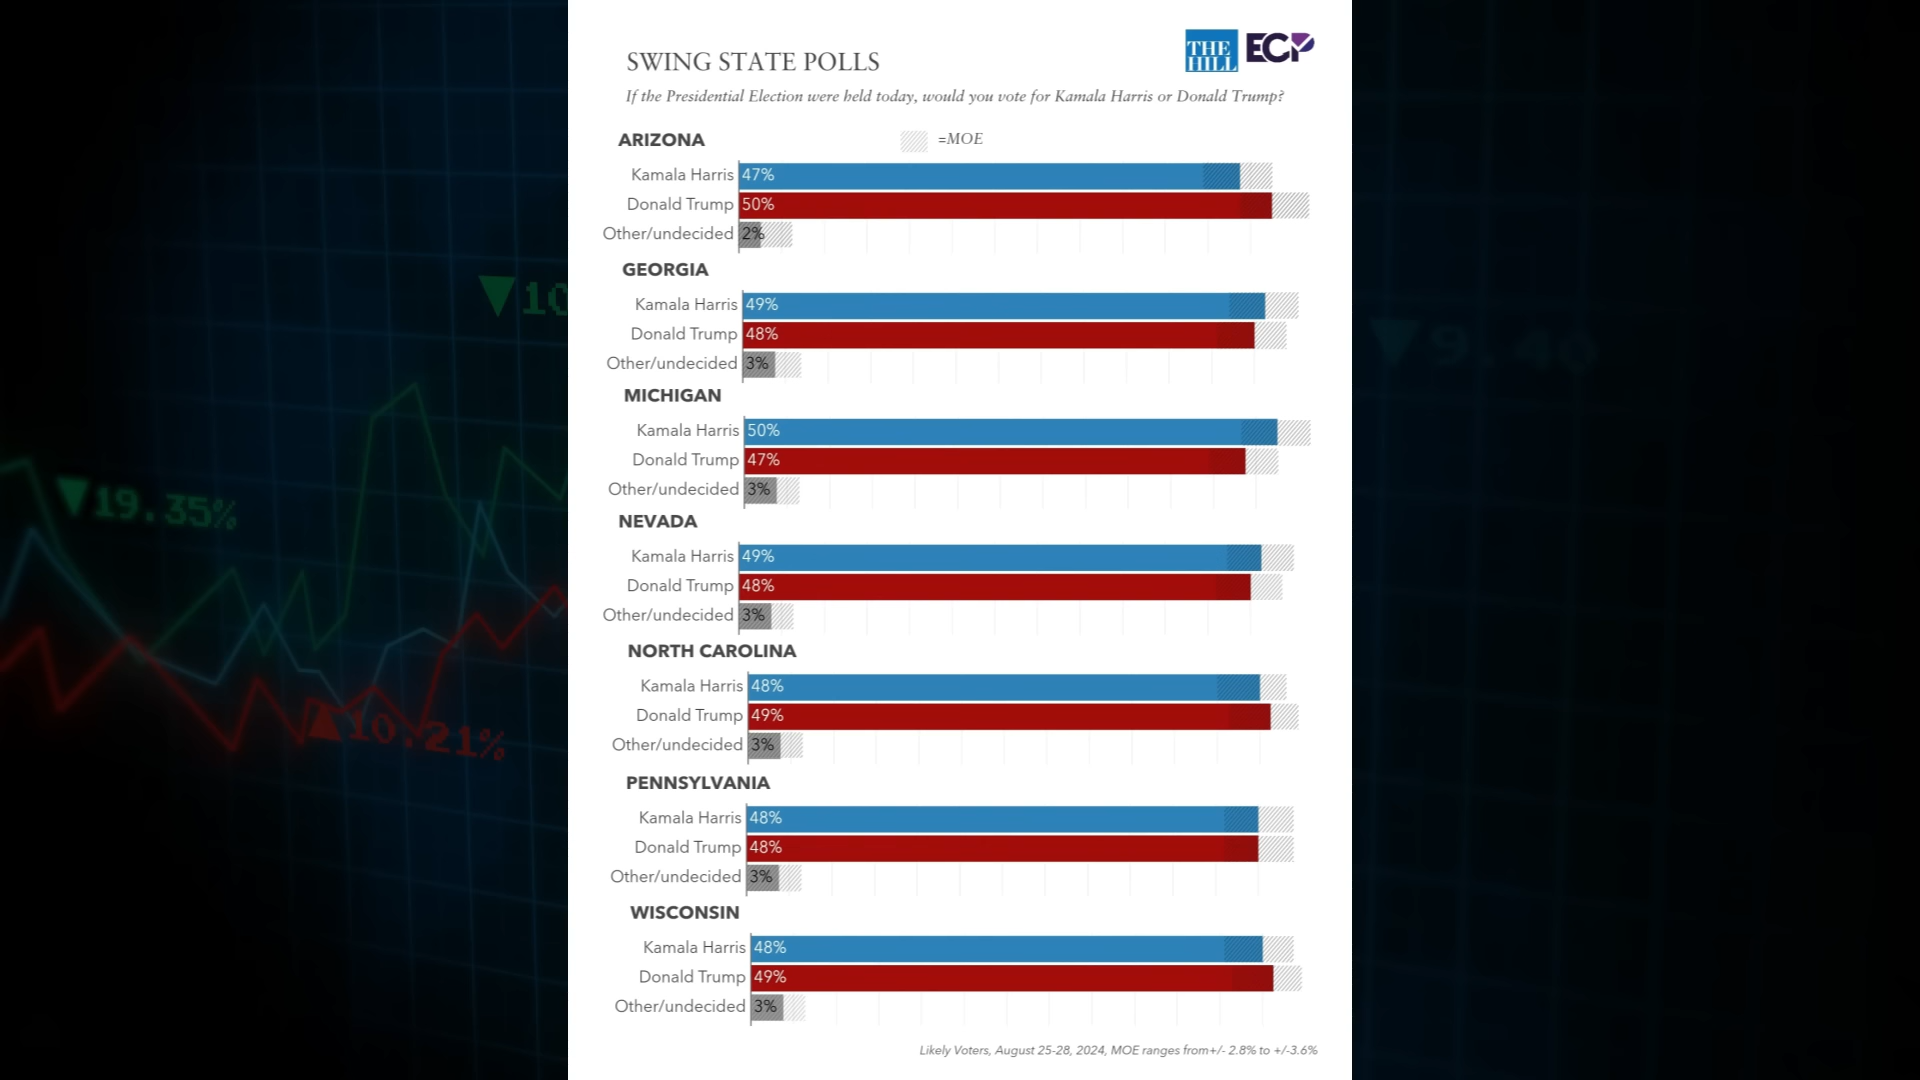 THE
HILL
ECP
SWING STATE POLLS
If the Presidential Election were held today, would you vote for Kamala Harris or Donald Trump?
ARIZONA
=MOE
Kamala Harris 47%
Donald Trump 50%
Other/undecided 2%
GEORGIA
Kamala Harris 49%
Donald Trump 48%
Other/undecided 3%
MICHIGAN
Kamala Harris 50%
Donald Trump 47%
Other/undecided 3%
NEVADA
Kamala Harris 49%
Donald Trump 48%
Other/undecided 3%
NORTH CAROLINA
Kamala Harris 48%
Donald Trump 49%
Other/undecided 3%
PENNSYLVANIA
Kamala Harris 48%
Donald Trump 48%
Other/undecided 3%
WISCONSIN
Kamala Harris 48%
Donald Trump 49%
Other/undecided 3%
Likely Voters, August 25-28, 2024, MOE ranges from+/- 2.8% to +/-3.6%
▼10
▼19.35%
▲10.21%
▼9.40